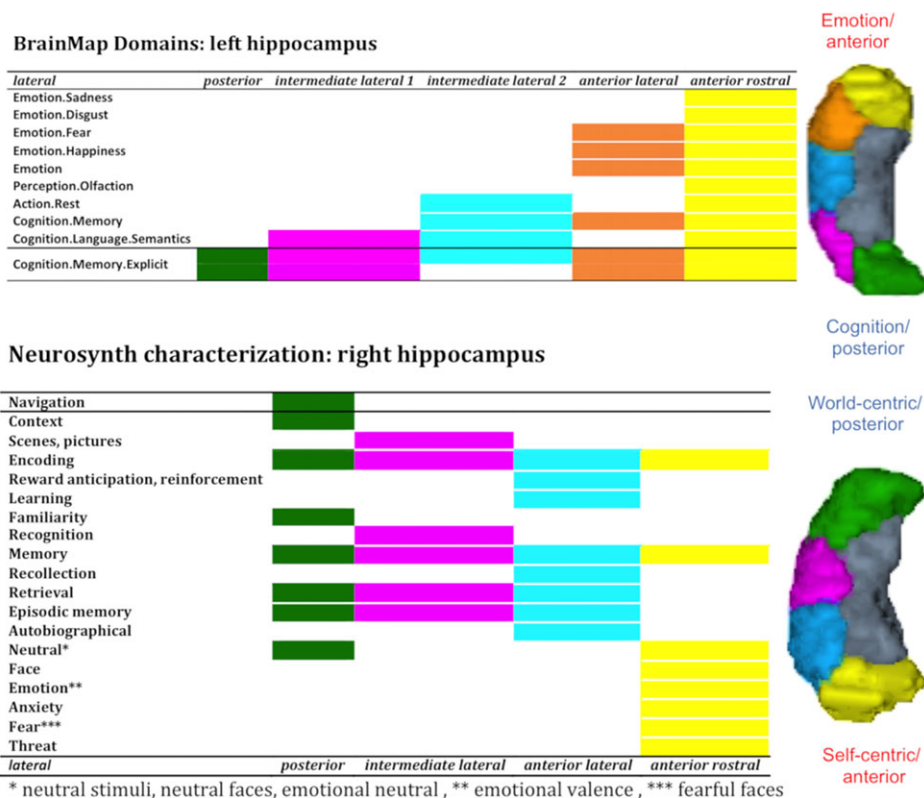 Emotion/
anterior
BrainMap Domains: left hippocampus
lateral posterior intermediate lateral 1 intermediate lateral 2 anterior lateral anterior rostral
Emotion.Sadness
Emotion.Disgust
Emotion.Fear
Emotion.Happiness
Emotion
Perception.Olfaction
Action.Rest
Cognition.Memory
Cognition.Language.Semantics
Cognition.Memory.Explicit
Cognition/
posterior
Neurosynth characterization: right hippocampus
Navigation
World-centric/
posterior
Context
Scenes, pictures
Encoding
Reward anticipation, reinforcement
Learning
Familiarity
Recognition
Memory
Recollection
Retrieval
Episodic memory
Autobiographical
Neutral*
Face
Emotion**
Anxiety
Fear***
Threat
lateral posterior intermediate lateral anterior lateral anterior rostral
Self-centric/
anterior
* neutral stimuli, neutral faces, emotional neutral , ** emotional valence , *** fearful faces